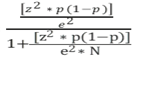 [z² * p(1−p)]
e²
1+ [z² * p(1−p)]
e² * N